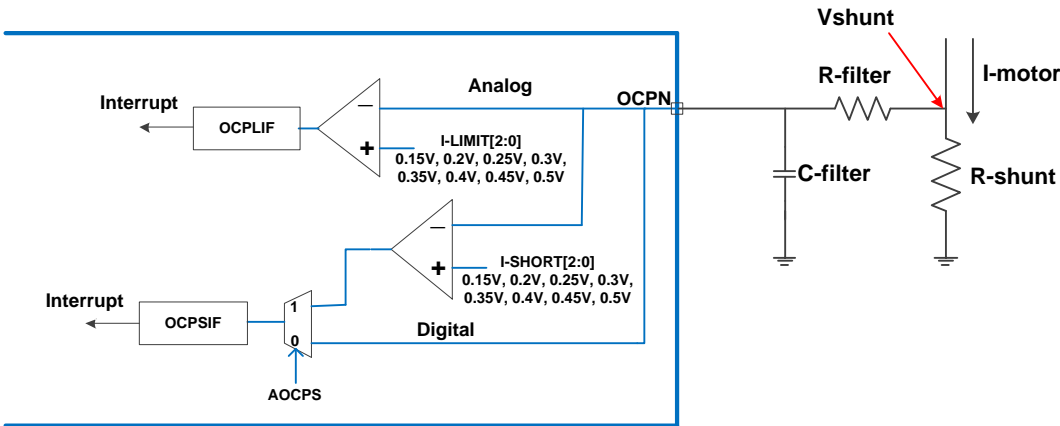 Vshunt
R-filter
I-motor
Analog
OCPN
Interrupt
OCPLIF
−
+
I-LIMIT[2:0]
0.15V, 0.2V, 0.25V, 0.3V,
0.35V, 0.4V, 0.45V, 0.5V
C-filter
R-shunt
−
+
I-SHORT[2:0]
0.15V, 0.2V, 0.25V, 0.3V,
0.35V, 0.4V, 0.45V, 0.5V
Interrupt
OCPSIF
1
0
Digital
AOCPS